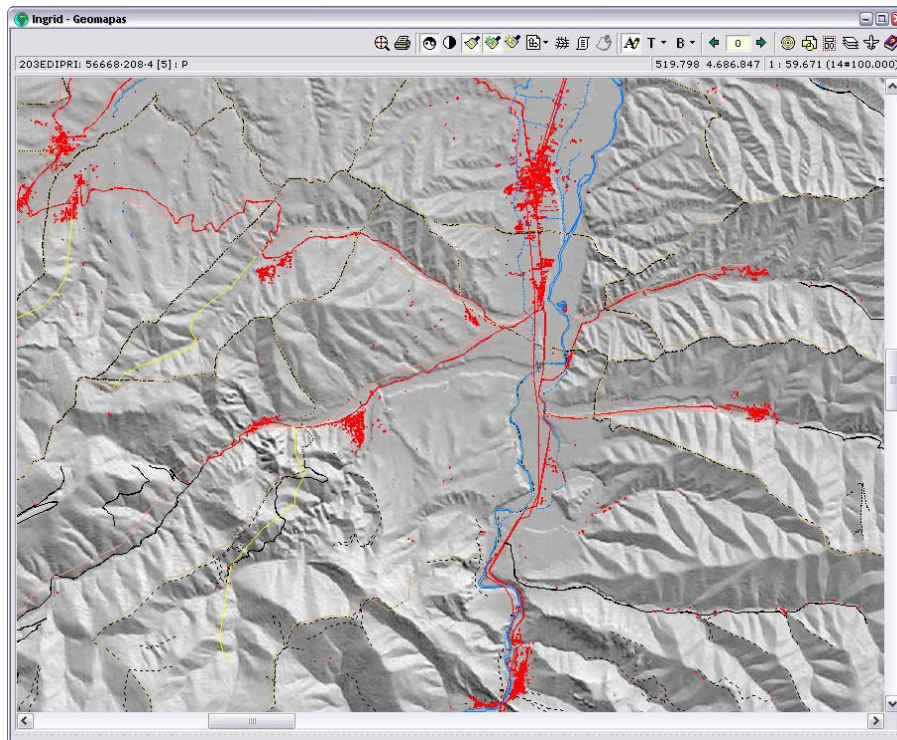 Ingrid - Geomapas
A T B 0
203EDIPRI: 56668·208·4 [5] : P 519.798 4.686.847 1 : 59.671 (14#100.000)